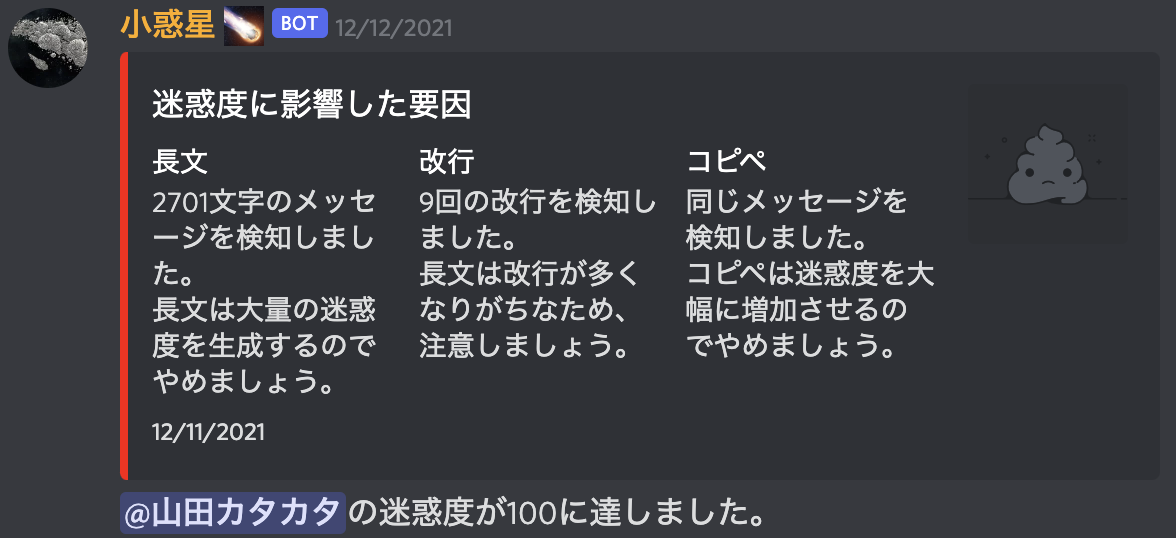 小惑星 BOT 12/12/2021
迷惑度に影響した要因
長文
2701文字のメッセ
ージを検知しまし
た。
長文は大量の迷惑
度を生成するので
やめましょう。
改行
9回の改行を検知し
ました。
長文は改行が多く
なりがちなため、
注意しましょう。
コピペ
同じメッセージを
検知しました。
コピペは迷惑度を大
幅に増加させるの
でやめましょう。
12/11/2021
@山田カタカタの迷惑度が100に達しました。